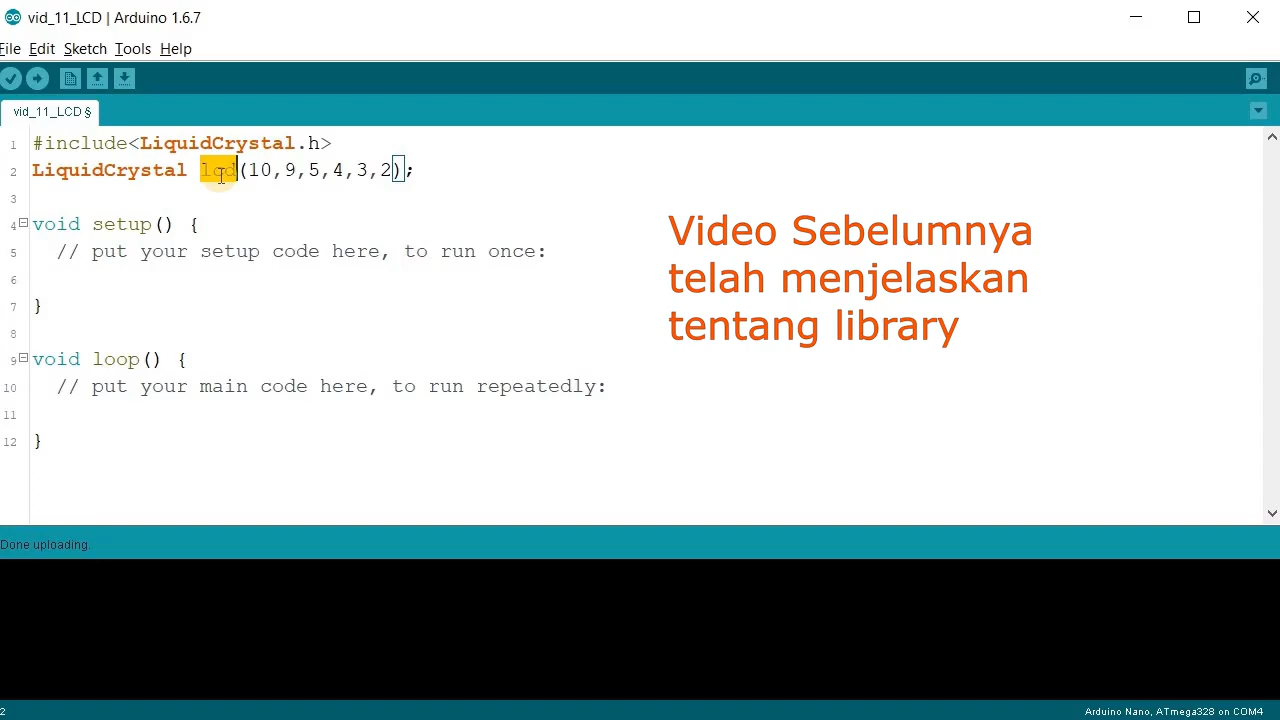 vid_11_LCD | Arduino 1.6.7
File Edit Sketch Tools Help
vid_11_LCD §
1 #include<LiquidCrystal.h>
2 LiquidCrystal lcd(10,9,5,4,3,2);
3
4 void setup() {
5 // put your setup code here, to run once:
6
7 }
8
9 void loop() {
10 // put your main code here, to run repeatedly:
11
12 }
Video Sebelumnya
telah menjelaskan
tentang library
Done uploading.
2
Arduino Nano, ATmega328 on COM4